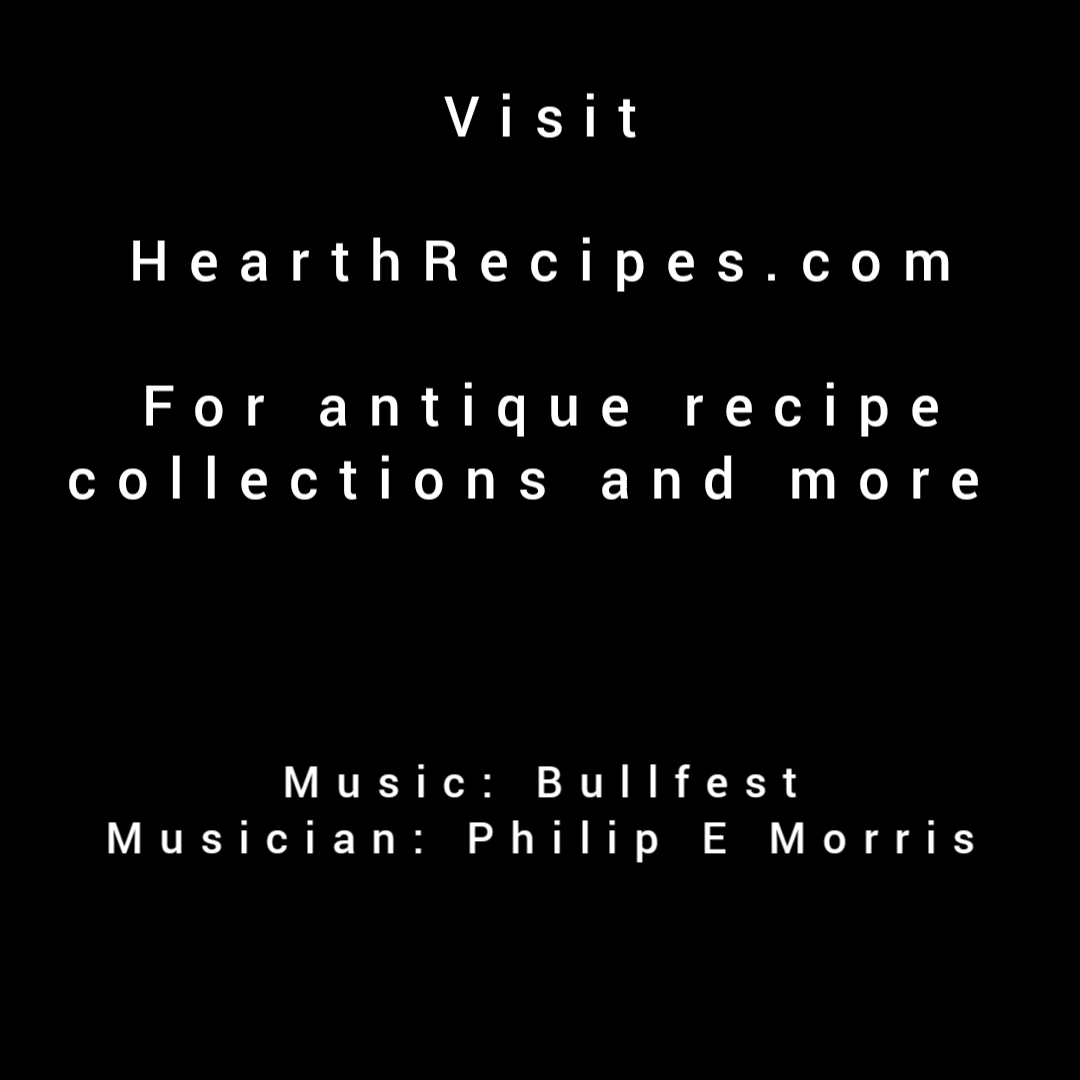 Visit
HearthRecipes.com
For antique recipe
collections and more
Music: Bullfest
Musician: Philip E Morris